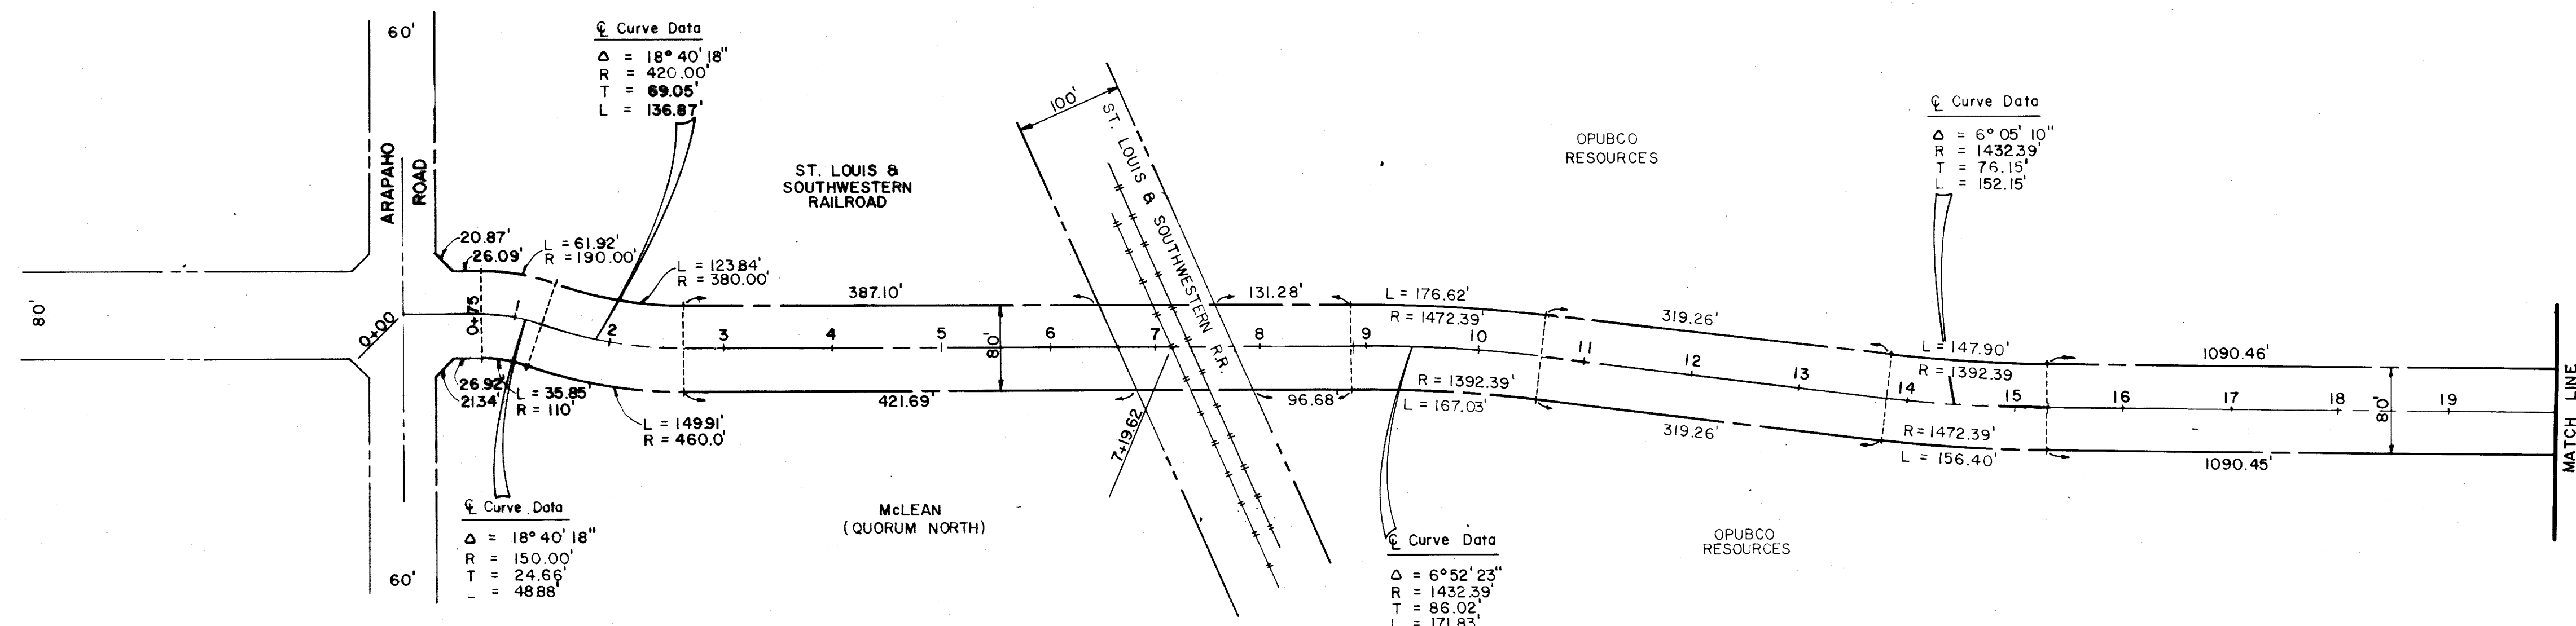 60'
℄ Curve Data
Δ = 18° 40' 18"
R = 420.00'
T = 69.05'
L = 136.87'
100'
ST. LOUIS & SOUTHWESTERN R.R.
OPUBCO
RESOURCES
℄ Curve Data
Δ = 6° 05' 10"
R = 1432.39'
T = 76.15'
L = 152.15'
ARAPAHO
ROAD
ST. LOUIS &
SOUTHWESTERN
RAILROAD
20.87'
26.09'
L = 61.92'
R = 190.00'
L = 123.84'
R = 380.00'
387.10'
131.28'
L = 176.62'
R = 1472.39'
319.26'
L = 147.90'
R = 1392.39
1090.46'
80'
0+00
0+75
1
2
3
4
5
6
7
8
9
10
11
12
13
14
15
16
17
18
19
80'
80'
MATCH LINE
26.92'
21.34'
L = 35.85'
R = 110'
L = 149.91'
R = 460.0'
421.69'
7+19.62
96.68'
R = 1392.39'
L = 167.03'
319.26'
R = 1472.39'
L = 156.40'
1090.45'
℄ Curve Data
Δ = 18° 40' 18"
R = 150.00'
T = 24.66'
L = 48.88'
60'
McLEAN
(QUORUM NORTH)
℄ Curve Data
Δ = 6° 52' 23"
R = 1432.39'
T = 86.02'
L = 171.83'
OPUBCO
RESOURCES